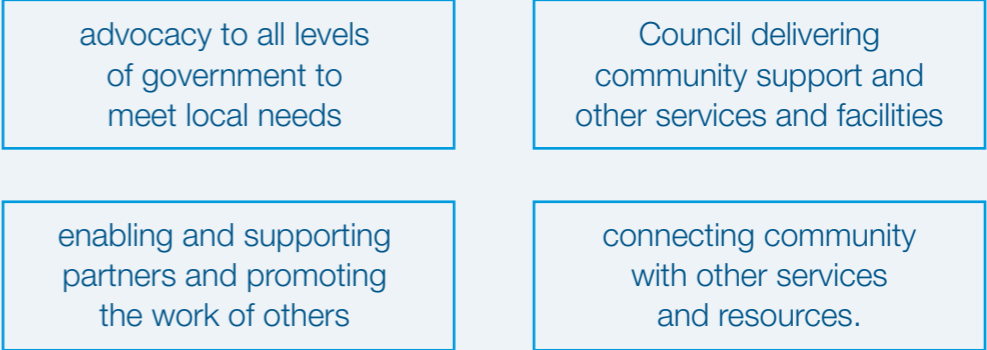 advocacy to all levels
of government to
meet local needs
Council delivering
community support and
other services and facilities
enabling and supporting
partners and promoting
the work of others
connecting community
with other services
and resources.